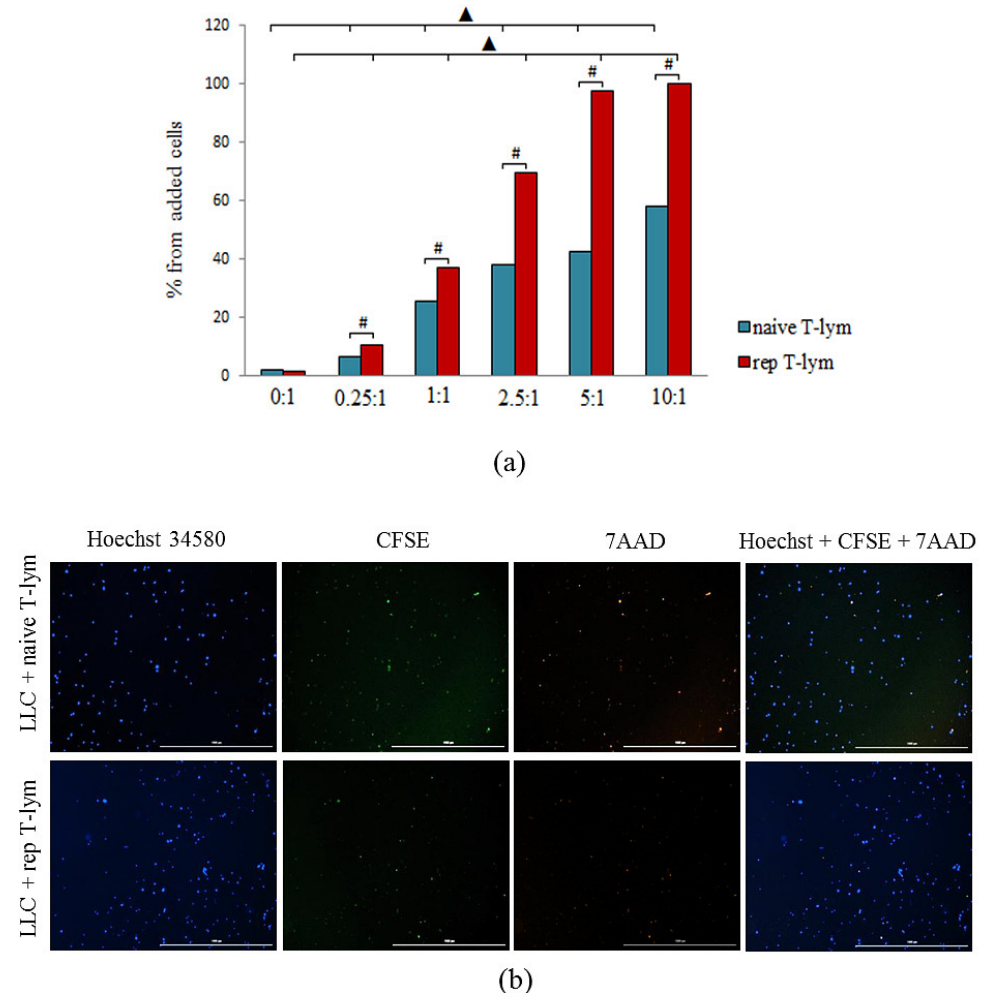 120
100
80
60
40
20
0
% from added cells
▲
▲
# # # # #
0:1 0.25:1 1:1 2.5:1 5:1 10:1
naive T-lym
rep T-lym
(a)
Hoechst 34580 CFSE 7AAD Hoechst + CFSE + 7AAD
LLC + naive T-lym
LLC + rep T-lym
(b)